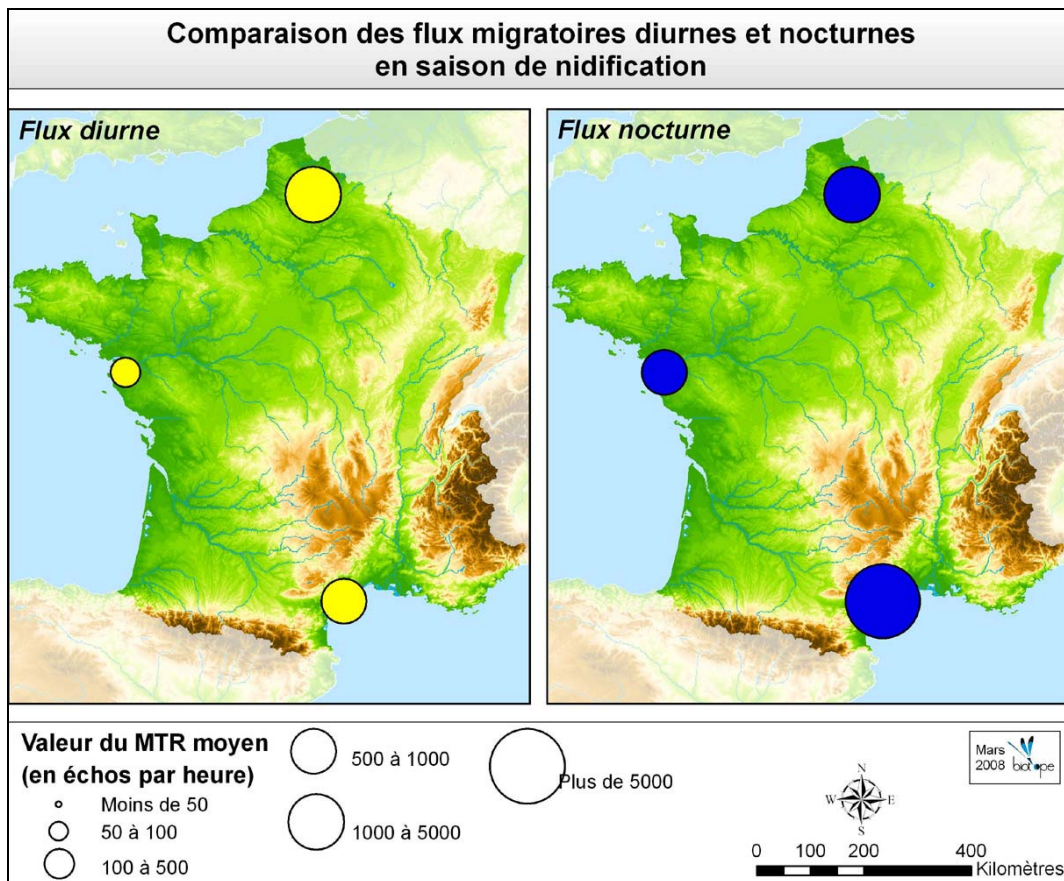 Comparaison des flux migratoires diurnes et nocturnes
en saison de nidification
Flux diurne
Flux nocturne
Valeur du MTR moyen
(en échos par heure)
Moins de 50
50 à 100
100 à 500
500 à 1000
1000 à 5000
Plus de 5000
N
W
E
S
Mars
2008 biotope
0 100 200 400
Kilomètres